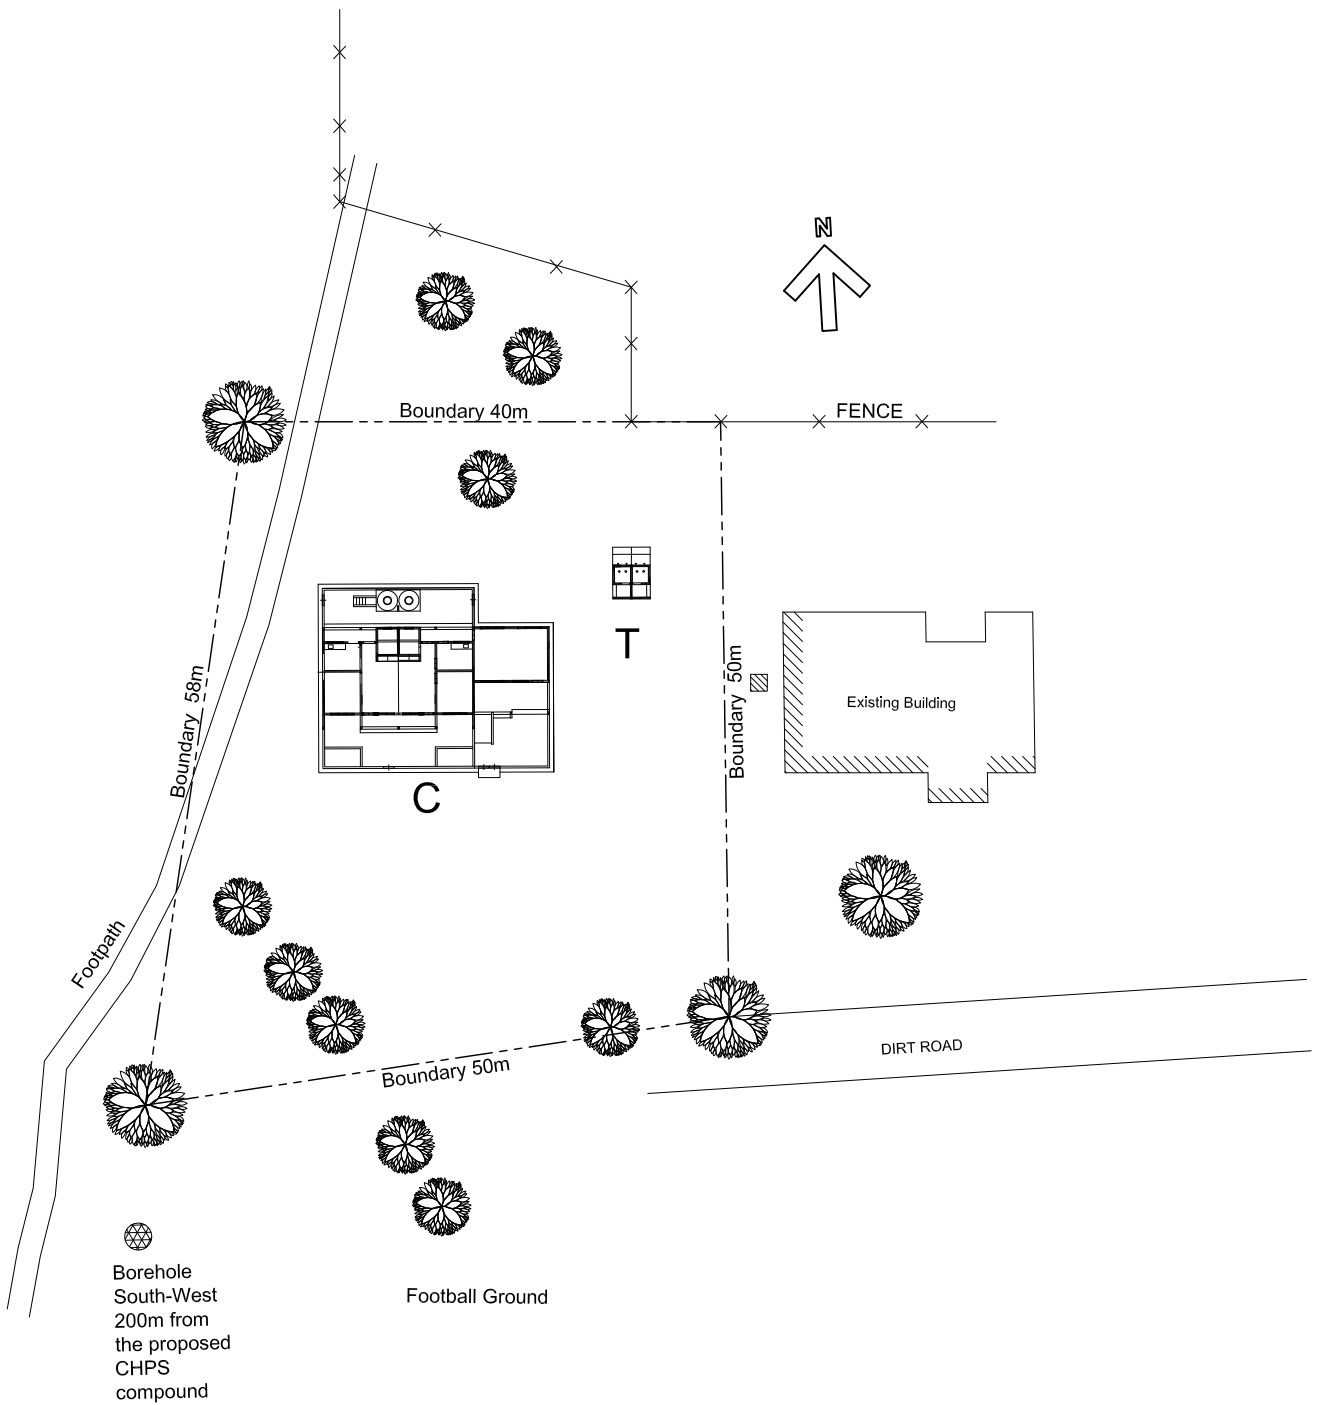 N
Boundary 40m
FENCE
T
Boundary 50m
Boundary 58m
Existing Building
C
Footpath
DIRT ROAD
Boundary 50m
Borehole
South-West
200m from
the proposed
CHPS
compound
Football Ground